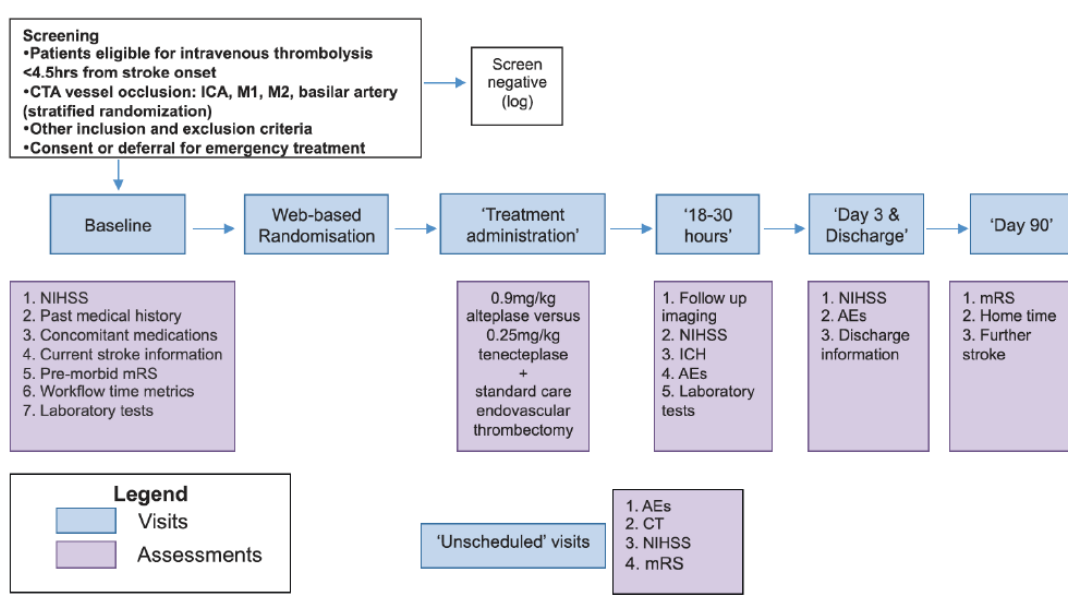 Screening
•Patients eligible for intravenous thrombolysis
<4.5hrs from stroke onset
•CTA vessel occlusion: ICA, M1, M2, basilar artery
(stratified randomization)
•Other inclusion and exclusion criteria
•Consent or deferral for emergency treatment
Screen
negative
(log)
Baseline
Web-based
Randomisation
‘Treatment
administration’
‘18-30
hours’
‘Day 3 &
Discharge’
‘Day 90’
1. NIHSS
2. Past medical history
3. Concomitant medications
4. Current stroke information
5. Pre-morbid mRS
6. Workflow time metrics
7. Laboratory tests
0.9mg/kg
alteplase versus
0.25mg/kg
tenecteplase
+
standard care
endovascular
thrombectomy
1. Follow up
imaging
2. NIHSS
3. ICH
4. AEs
5. Laboratory
tests
1. NIHSS
2. AEs
3. Discharge
information
1. mRS
2. Home time
3. Further
stroke
Legend
Visits
Assessments
‘Unscheduled’ visits
1. AEs
2. CT
3. NIHSS
4. mRS